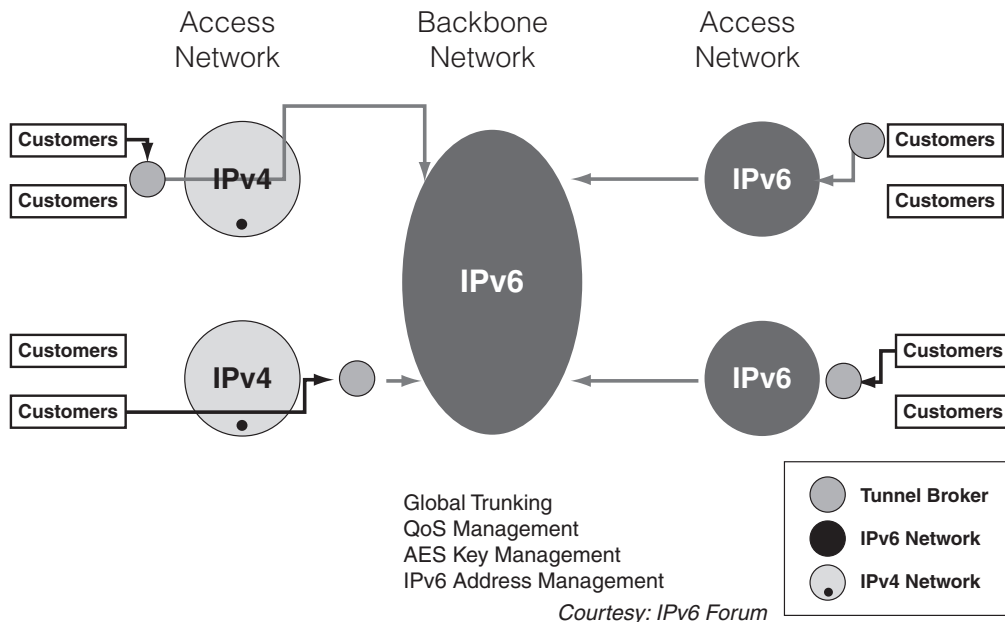 Access
Network
Backbone
Network
Access
Network
Customers
Customers
IPv4
IPv6
IPv6
Customers
Customers
Customers
Customers
IPv4
IPv6
Customers
Customers
Global Trunking
QoS Management
AES Key Management
IPv6 Address Management
Courtesy: IPv6 Forum
Tunnel Broker
IPv6 Network
IPv4 Network